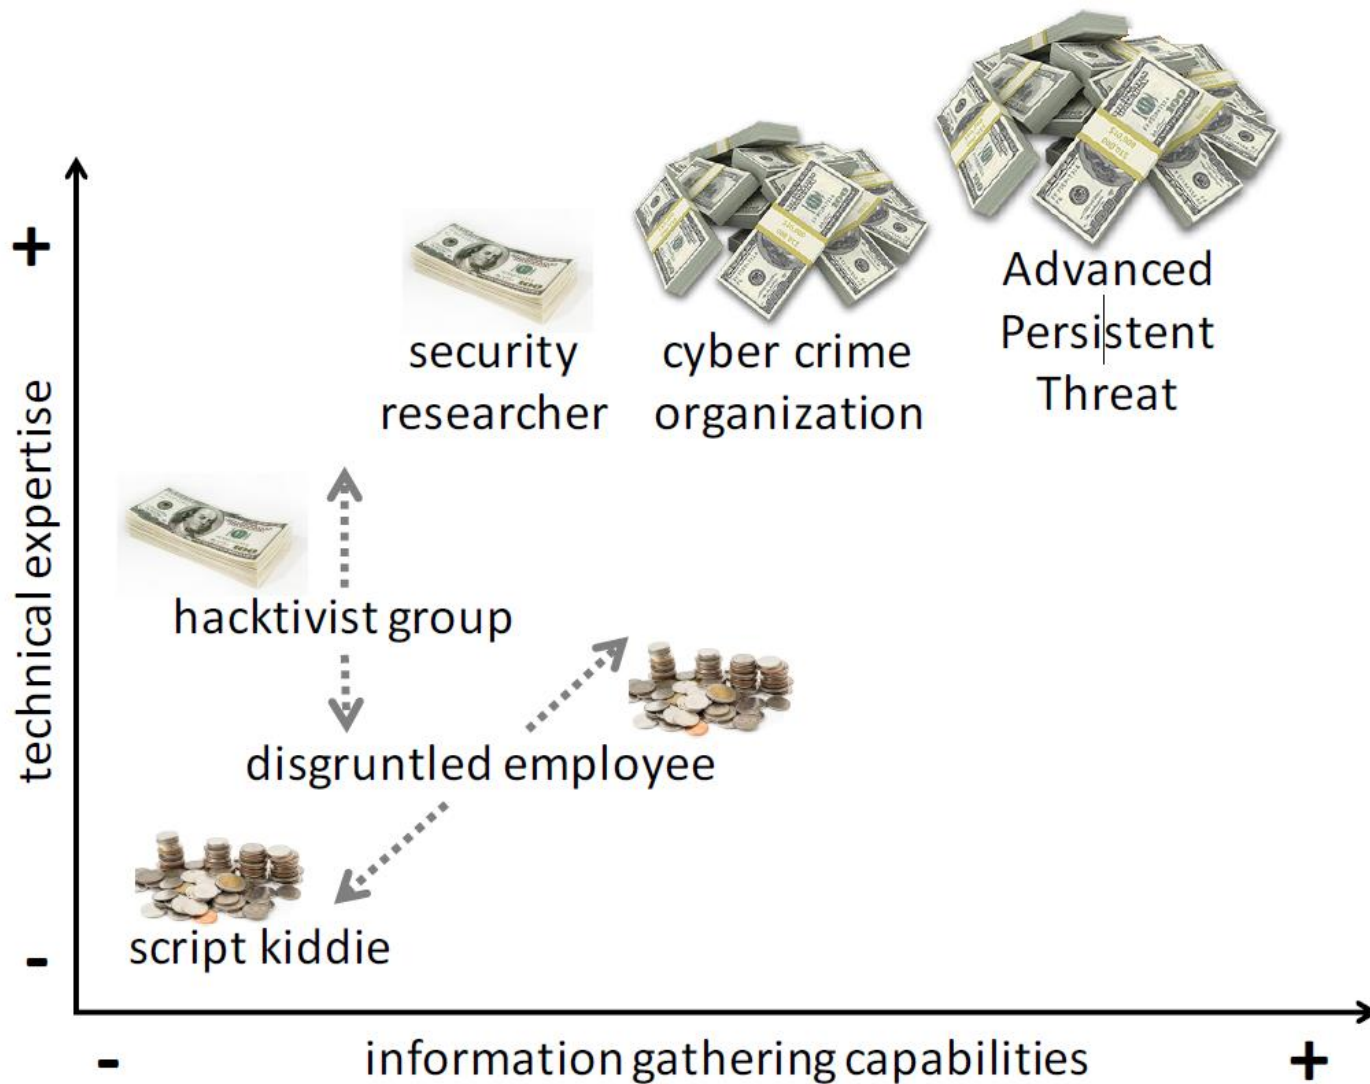 +
security
researcher
cyber crime
organization
Advanced
Persistent
Threat
technical expertise
hacktivist group
disgruntled employee
script kiddie
-
-
information gathering capabilities
+